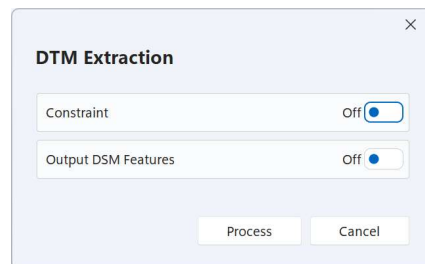 DTM Extraction
Constraint Off
Output DSM Features Off
Process Cancel